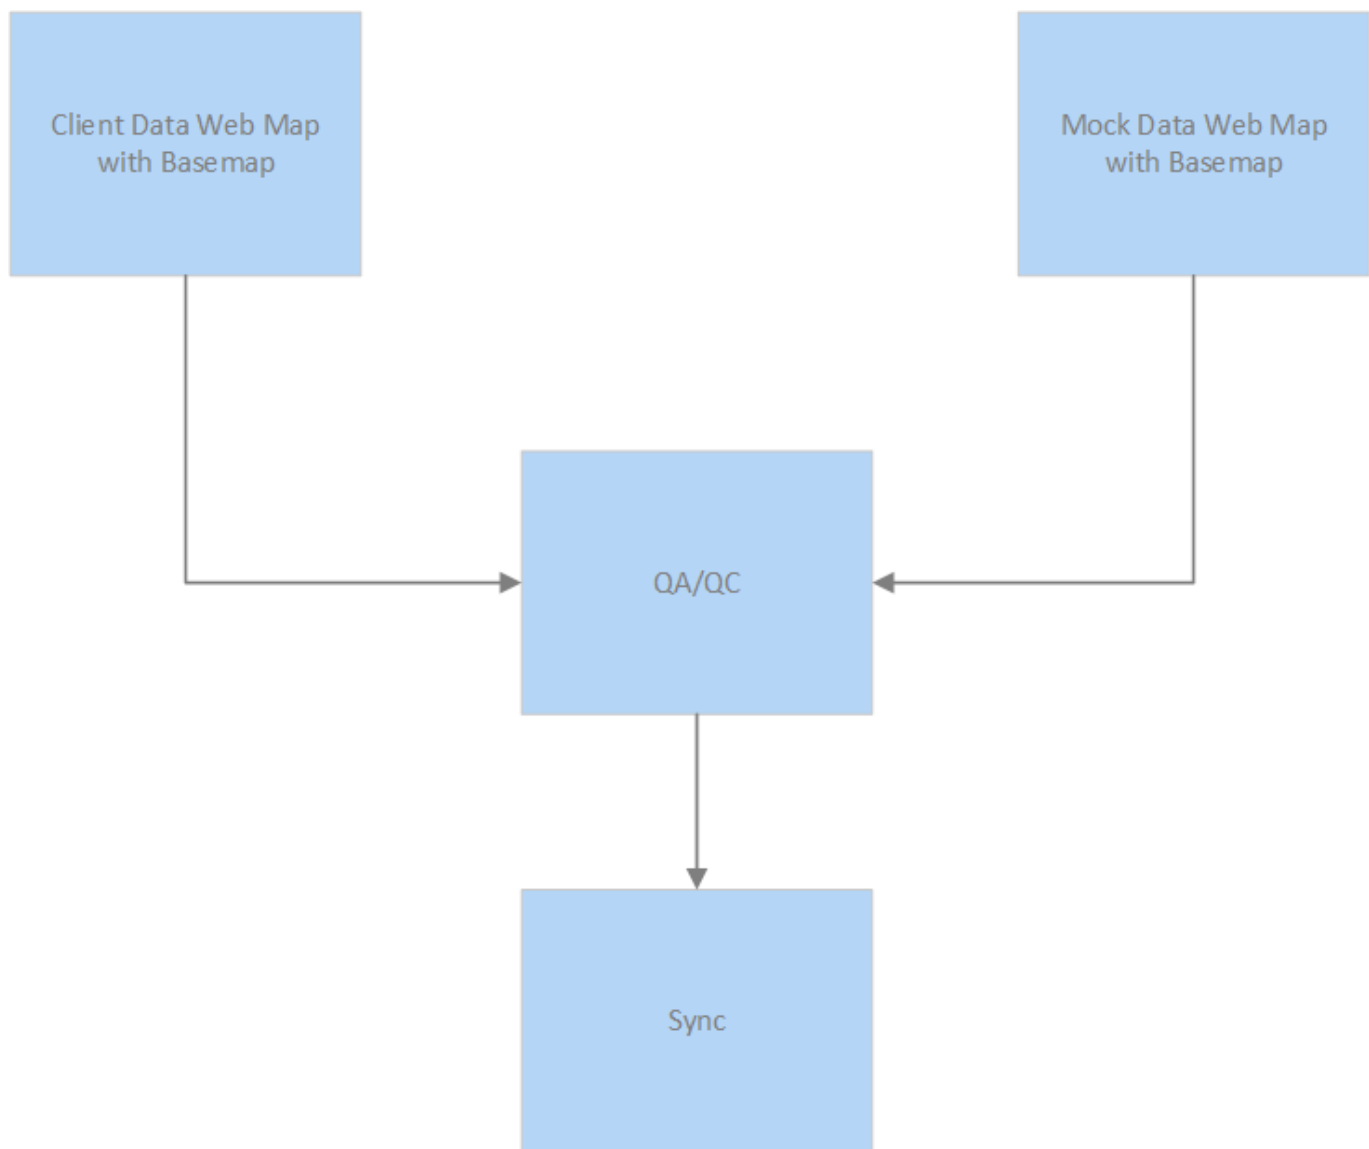 Client Data Web Map
with Basemap
Mock Data Web Map
with Basemap
QA/QC
Sync